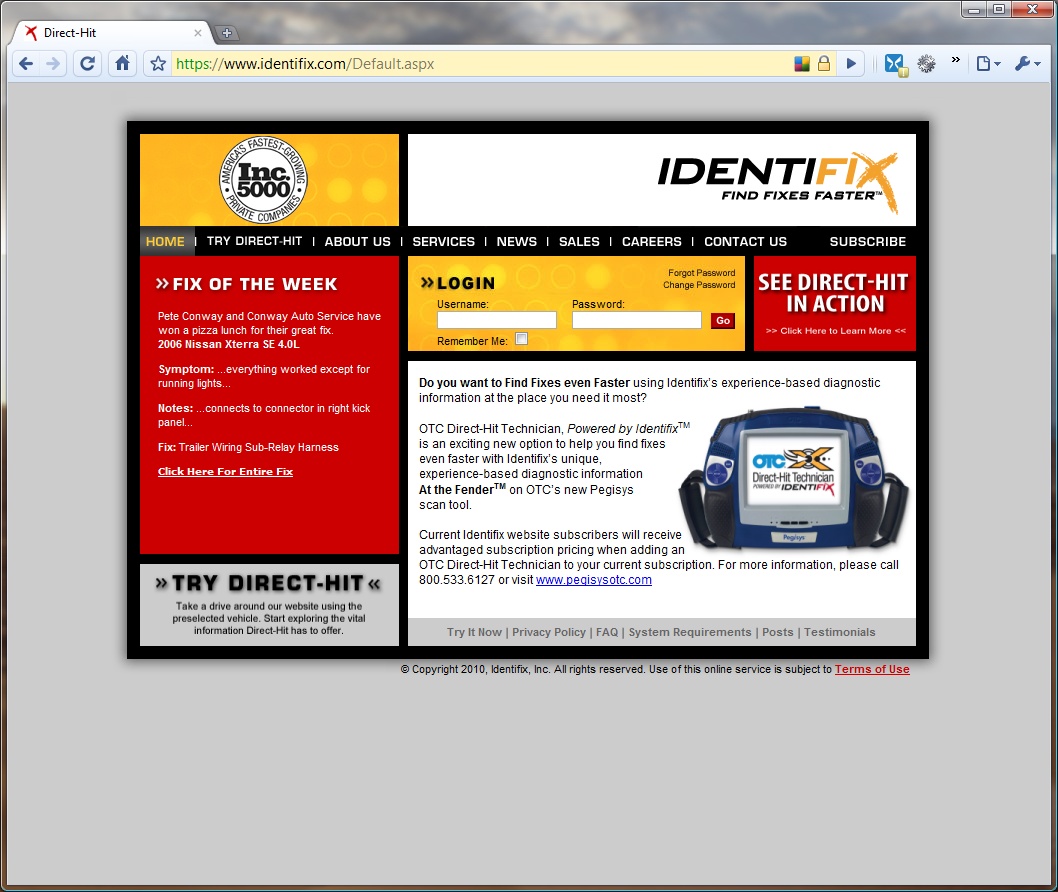 Direct-Hit
https://www.identifix.com/Default.aspx
AMERICA'S FASTEST-GROWING
Inc.
5000
PRIVATE COMPANIES
IDENTIFIX
FIND FIXES FASTER™
HOME | TRY DIRECT-HIT | ABOUT US | SERVICES | NEWS | SALES | CAREERS | CONTACT US SUBSCRIBE
»FIX OF THE WEEK
Pete Conway and Conway Auto Service have
won a pizza lunch for their great fix.
2006 Nissan Xterra SE 4.0L
Symptom: ...everything worked except for
running lights...
Notes: ...connects to connector in right kick
panel...
Fix: Trailer Wiring Sub-Relay Harness
Click Here For Entire Fix
»TRY DIRECT-HIT«
Take a drive around our website using the
preselected vehicle. Start exploring the vital
information Direct-Hit has to offer.
»LOGIN
Forgot Password
Change Password
Username: Password:
Go
Remember Me:
SEE DIRECT-HIT
IN ACTION
>> Click Here to Learn More <<
Do you want to Find Fixes even Faster using Identifix's experience-based diagnostic
information at the place you need it most?
OTC Direct-Hit Technician, Powered by Identifix™
is an exciting new option to help you find fixes
even faster with Identifix's unique,
experience-based diagnostic information
At the Fender™ on OTC's new Pegisys
scan tool.
OTC
Direct-Hit Technician
POWERED BY IDENTIFIX
Pegisys
Current Identifix website subscribers will receive
advantaged subscription pricing when adding an
OTC Direct-Hit Technician to your current subscription. For more information, please call
800.533.6127 or visit www.pegisysotc.com
Try It Now | Privacy Policy | FAQ | System Requirements | Posts | Testimonials
© Copyright 2010, Identifix, Inc. All rights reserved. Use of this online service is subject to Terms of Use